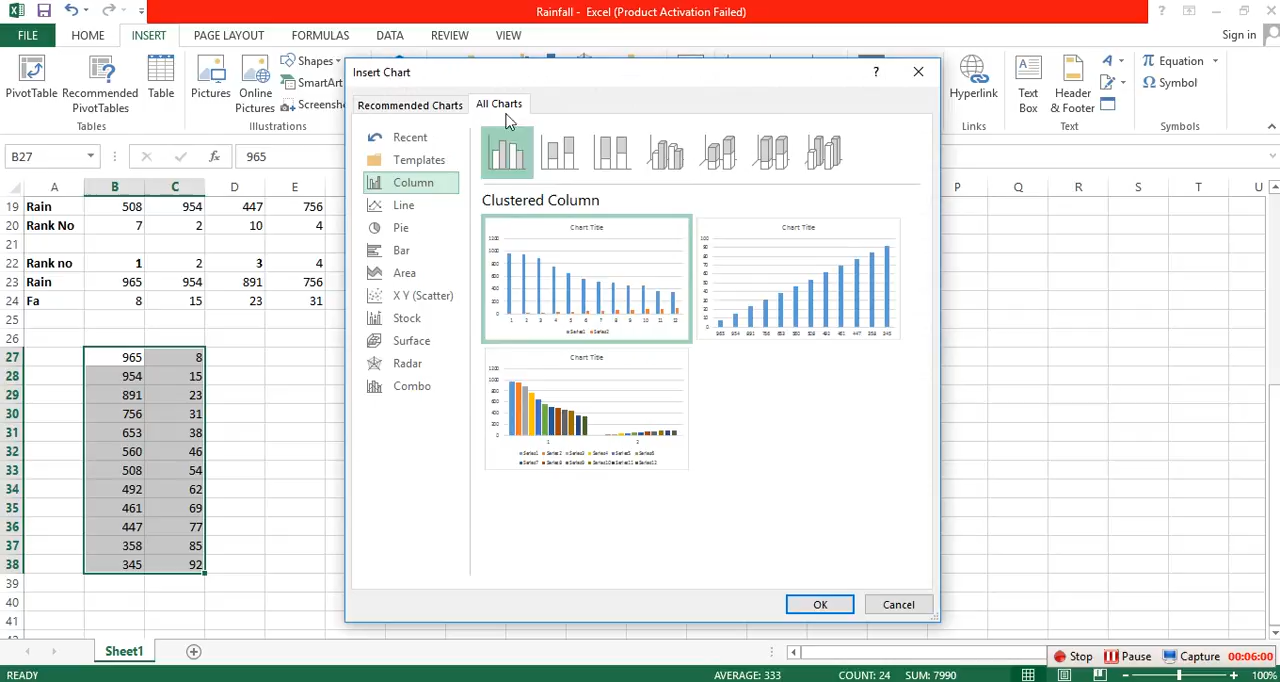 Rainfall - Excel (Product Activation Failed)
FILE HOME INSERT PAGE LAYOUT FORMULAS DATA REVIEW VIEW Sign in
PivotTable Recommended PivotTables Table
Tables
Pictures Online Pictures Shapes SmartArt Screensh
Illustrations
Hyperlink
Links
Text Box Header & Footer
Text
Equation
Symbol
Symbols
B27 fx 965
A B C D E P Q R S T U
19 Rain 508 954 447 756
20 Rank No 7 2 10 4
21
22 Rank no 1 2 3 4
23 Rain 965 954 891 756
24 Fa 8 15 23 31
25
26
27 965 8
28 954 15
29 891 23
30 756 31
31 653 38
32 560 46
33 508 54
34 492 62
35 461 69
36 447 77
37 358 85
38 345 92
39
40
41
Insert Chart ?
Recommended Charts All Charts
Recent
Templates
Column
Line
Pie
Bar
Area
X Y (Scatter)
Stock
Surface
Radar
Combo
Clustered Column
Chart Title
Chart Title
Chart Title
OK Cancel
Sheet1
Stop Pause Capture 00:06:00
READY AVERAGE: 333 COUNT: 24 SUM: 7990 100%